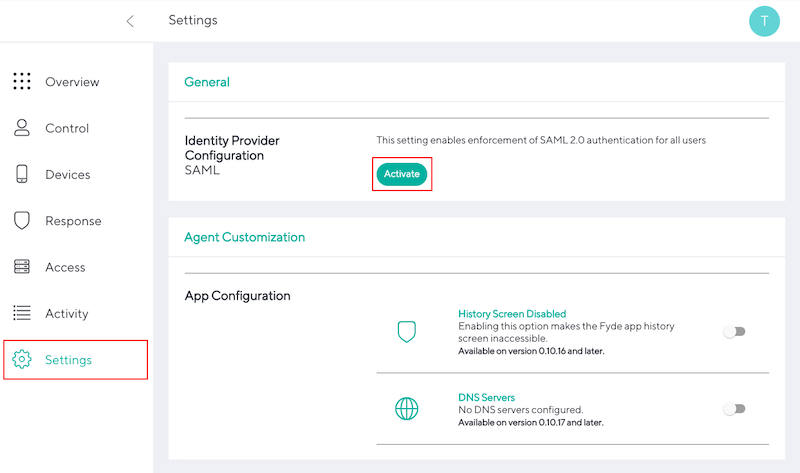 Settings
T
Overview
Control
Devices
Response
Access
Activity
Settings
General
Identity Provider
Configuration
SAML
This setting enables enforcement of SAML 2.0 authentication for all users
Activate
Agent Customization
App Configuration
History Screen Disabled
Enabling this option makes the Fyde app history
screen inaccessible.
Available on version 0.10.16 and later.
DNS Servers
No DNS servers configured.
Available on version 0.10.17 and later.